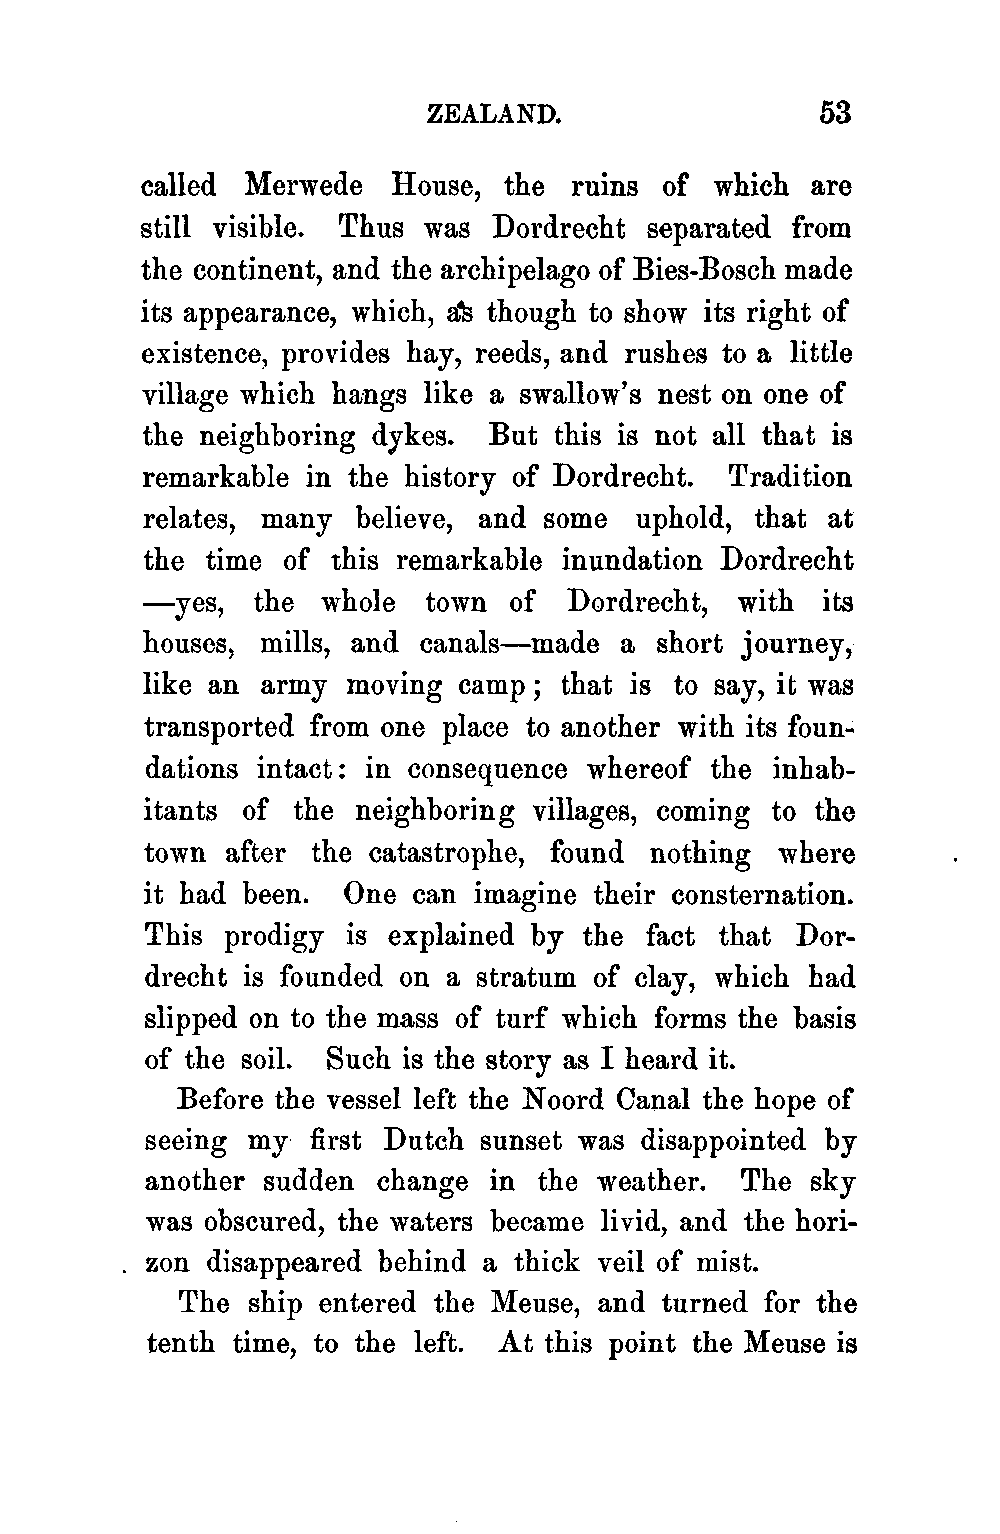 ZEALAND. 53
called Merwede House, the ruins of which are
still visible. Thus was Dordrecht separated from
the continent, and the archipelago of Bies-Bosch made
its appearance, which, as though to show its right of
existence, provides hay, reeds, and rushes to a little
village which hangs like a swallow's nest on one of
the neighboring dykes. But this is not all that is
remarkable in the history of Dordrecht. Tradition
relates, many believe, and some uphold, that at
the time of this remarkable inundation Dordrecht
—yes, the whole town of Dordrecht, with its
houses, mills, and canals—made a short journey,
like an army moving camp; that is to say, it was
transported from one place to another with its foun-
dations intact: in consequence whereof the inhab-
itants of the neighboring villages, coming to the
town after the catastrophe, found nothing where
it had been. One can imagine their consternation.
This prodigy is explained by the fact that Dor-
drecht is founded on a stratum of clay, which had
slipped on to the mass of turf which forms the basis
of the soil. Such is the story as I heard it.
Before the vessel left the Noord Canal the hope of
seeing my first Dutch sunset was disappointed by
another sudden change in the weather. The sky
was obscured, the waters became livid, and the hori-
zon disappeared behind a thick veil of mist.
The ship entered the Meuse, and turned for the
tenth time, to the left. At this point the Meuse is